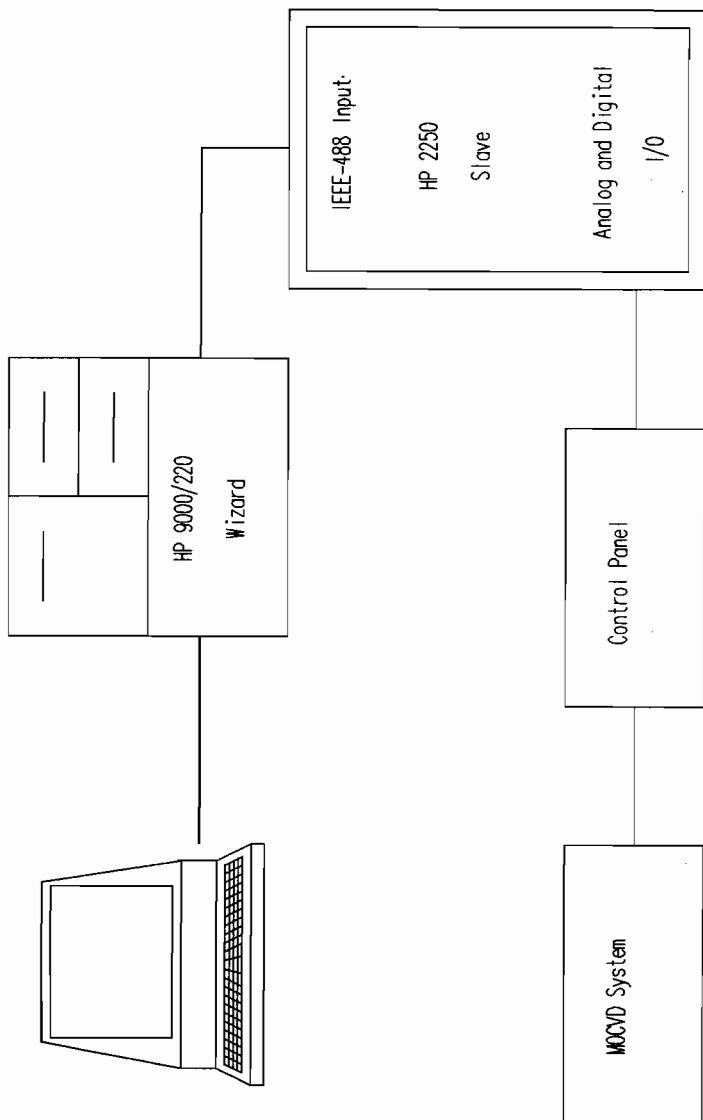 HP 9000/220
Wizard
IEEE-488 Input
HP 2250
Slave
Analog and Digital
I/O
Control Panel
MOCVD System